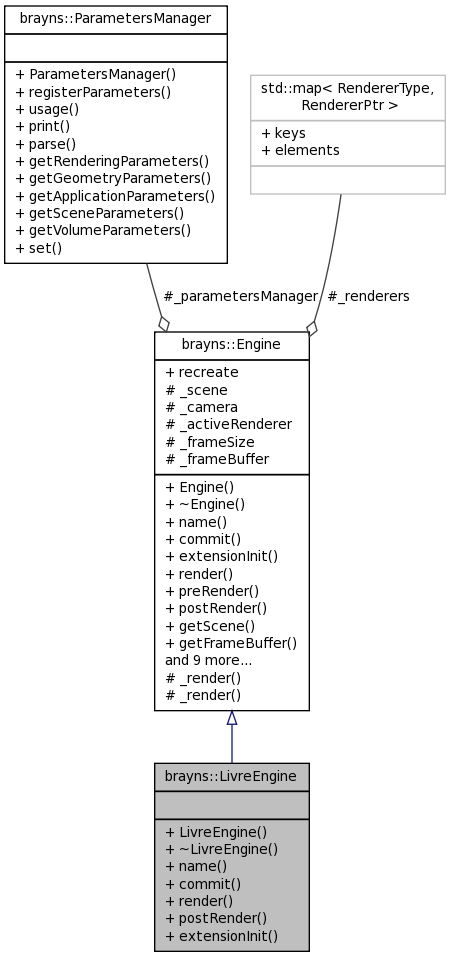 brayns::ParametersManager
+ ParametersManager()
+ registerParameters()
+ usage()
+ print()
+ parse()
+ getRenderingParameters()
+ getGeometryParameters()
+ getApplicationParameters()
+ getSceneParameters()
+ getVolumeParameters()
+ set()
std::map< RendererType,
RendererPtr >
+ keys
+ elements
#_parametersManager
#_renderers
brayns::Engine
+ recreate
# _scene
# _camera
# _activeRenderer
# _frameSize
# _frameBuffer
+ Engine()
+ ~Engine()
+ name()
+ commit()
+ extensionInit()
+ render()
+ preRender()
+ postRender()
+ getScene()
+ getFrameBuffer()
and 9 more...
# _render()
# _render()
brayns::LivreEngine
+ LivreEngine()
+ ~LivreEngine()
+ name()
+ commit()
+ render()
+ postRender()
+ extensionInit()